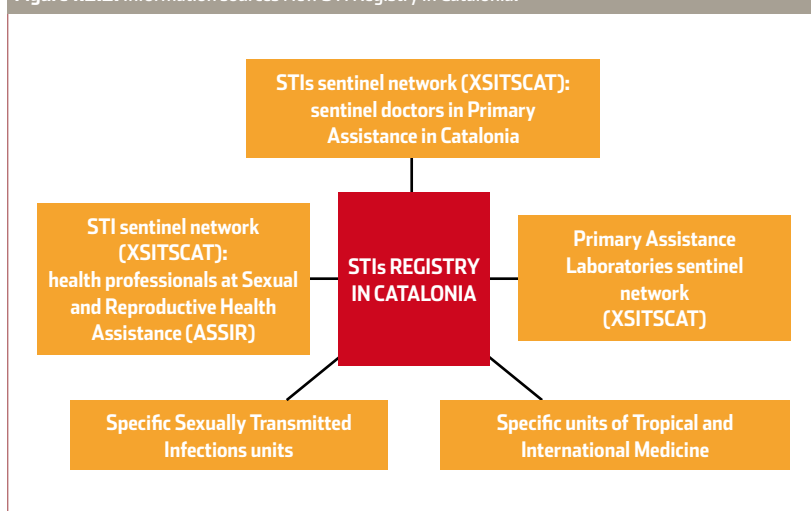 STIs sentinel network (XSITSCAT):
sentinel doctors in Primary
Assistance in Catalonia
STI sentinel network
(XSITSCAT):
health professionals at Sexual
and Reproductive Health
Assistance (ASSIR)
STIs REGISTRY
IN CATALONIA
Primary Assistance
Laboratories sentinel
network
(XSITSCAT)
Specific Sexually Transmitted
Infections units
Specific units of Tropical and
International Medicine